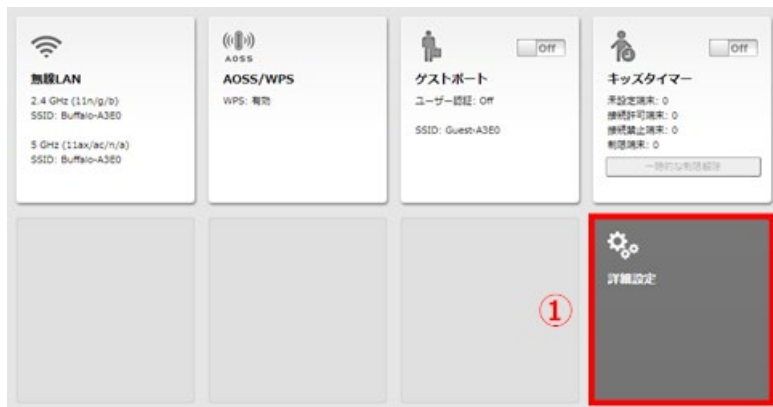 無線LAN
2.4 GHz (11n/g/b)
SSID: Buffalo-A3E0
5 GHz (11ax/ac/n/a)
SSID: Buffalo-A3E0
AOSS
AOSS/WPS
WPS: 有効
Off
ゲストポート
ユーザー認証: Off
SSID: Guest-A3E0
Off
キッズタイマー
未設定端末: 0
接続許可端末: 0
接続禁止端末: 0
制限端末: 0
一時的な制限解除
①
詳細設定